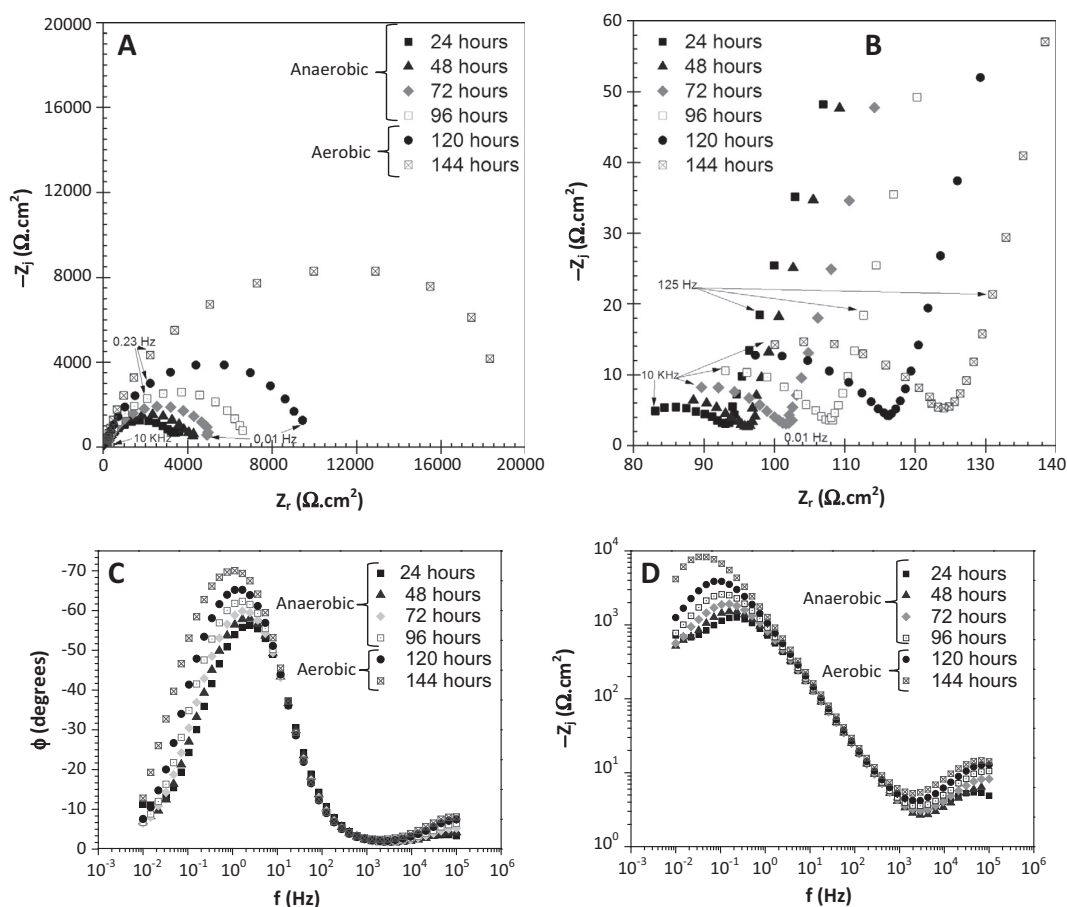 A
20000
16000
12000
8000
4000
0
0 4000 8000 12000 16000 20000
−Zj (Ω.cm²)
Zr (Ω.cm²)
Anaerobic
Aerobic
24 hours
48 hours
72 hours
96 hours
120 hours
144 hours
0.23 Hz
10 KHz
0.01 Hz
B
60
50
40
30
20
10
0
80 90 100 110 120 130 140
−Zj (Ω.cm²)
Zr (Ω.cm²)
24 hours
48 hours
72 hours
96 hours
120 hours
144 hours
125 Hz
10 KHz
0.01 Hz
C
-70
-60
-50
-40
-30
-20
-10
0
10⁻³ 10⁻² 10⁻¹ 10⁰ 10¹ 10² 10³ 10⁴ 10⁵ 10⁶
ϕ (degrees)
f (Hz)
Anaerobic
Aerobic
24 hours
48 hours
72 hours
96 hours
120 hours
144 hours
D
10⁴
10³
10²
10¹
10⁰
10⁻³ 10⁻² 10⁻¹ 10⁰ 10¹ 10² 10³ 10⁴ 10⁵ 10⁶
−Zj (Ω.cm²)
f (Hz)
Anaerobic
Aerobic
24 hours
48 hours
72 hours
96 hours
120 hours
144 hours